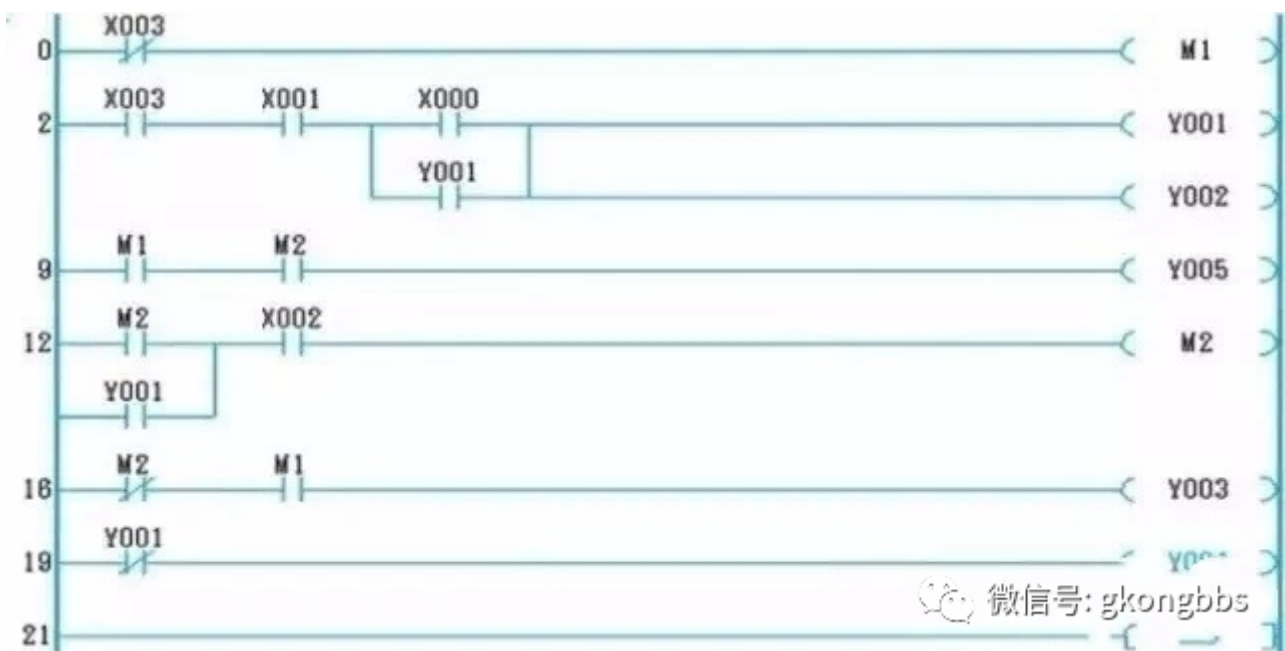 X003
0 M1
X003 X001 X000
2 Y001
Y001
Y002
M1 M2
9 Y005
M2 X002
12 M2
Y001
M2 M1
16 Y003
Y001
19
微信号: gkongbbs
21